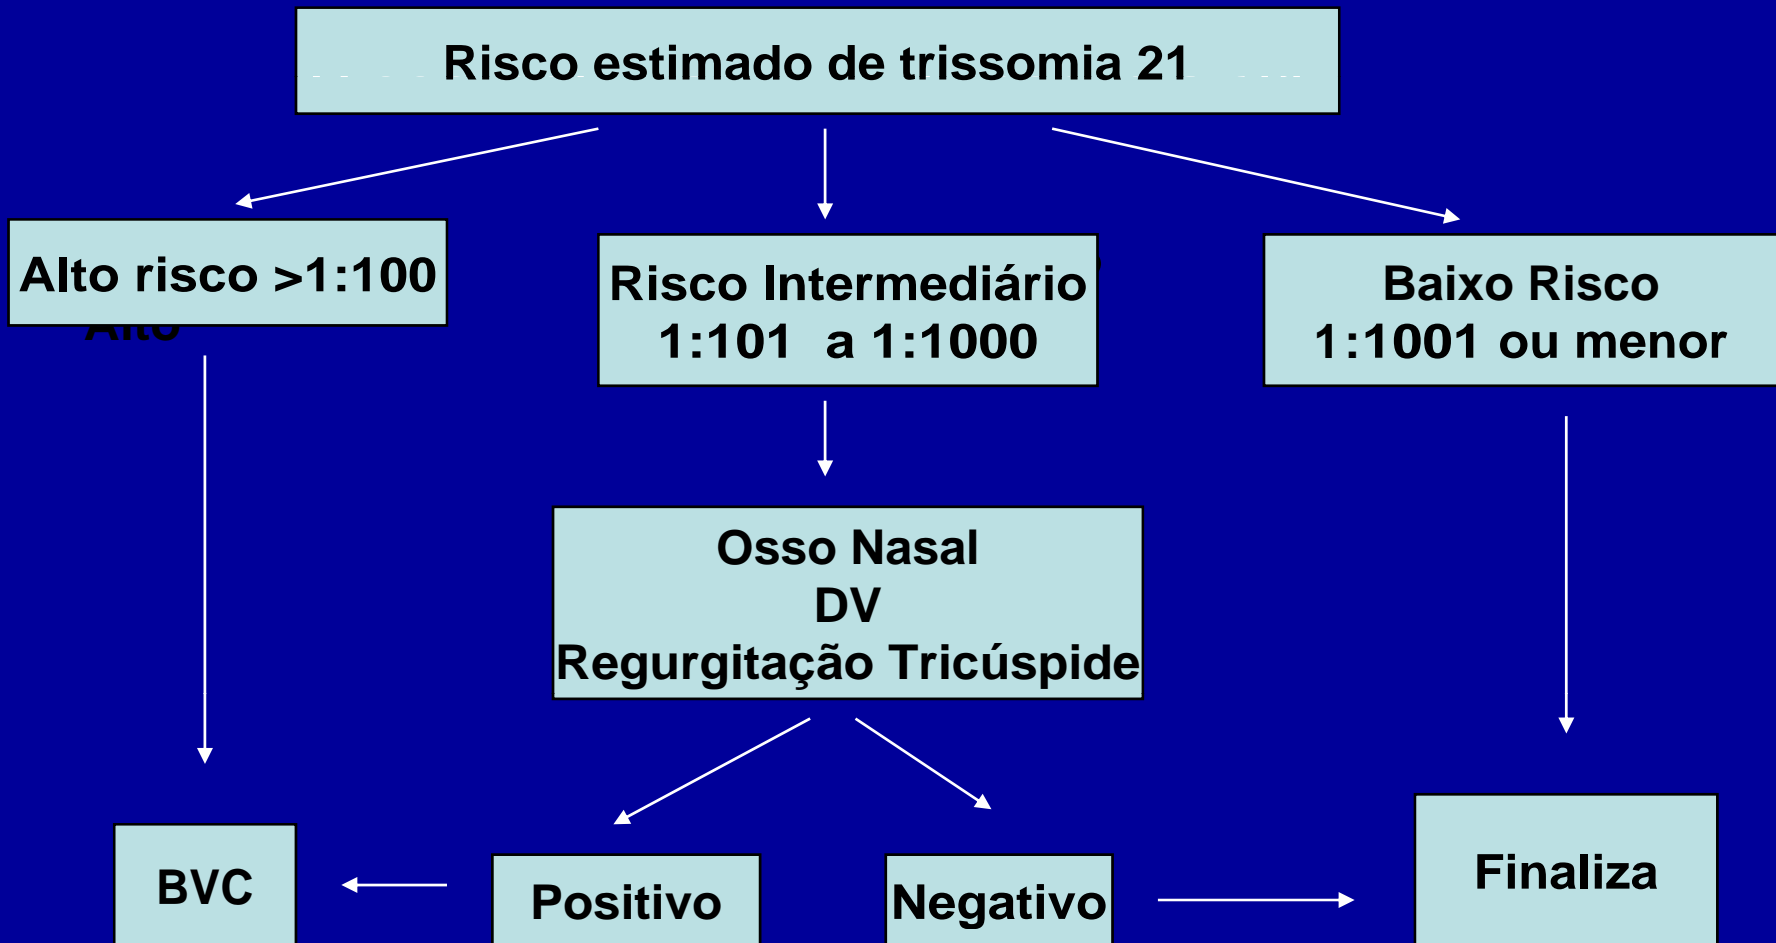 Risco estimado de trissomia 21
Alto risco >1:100
Alto
Risco Intermediário
1:101 a 1:1000
Baixo Risco
1:1001 ou menor
Osso Nasal
DV
Regurgitação Tricúspide
BVC
Positivo
Negativo
Finaliza